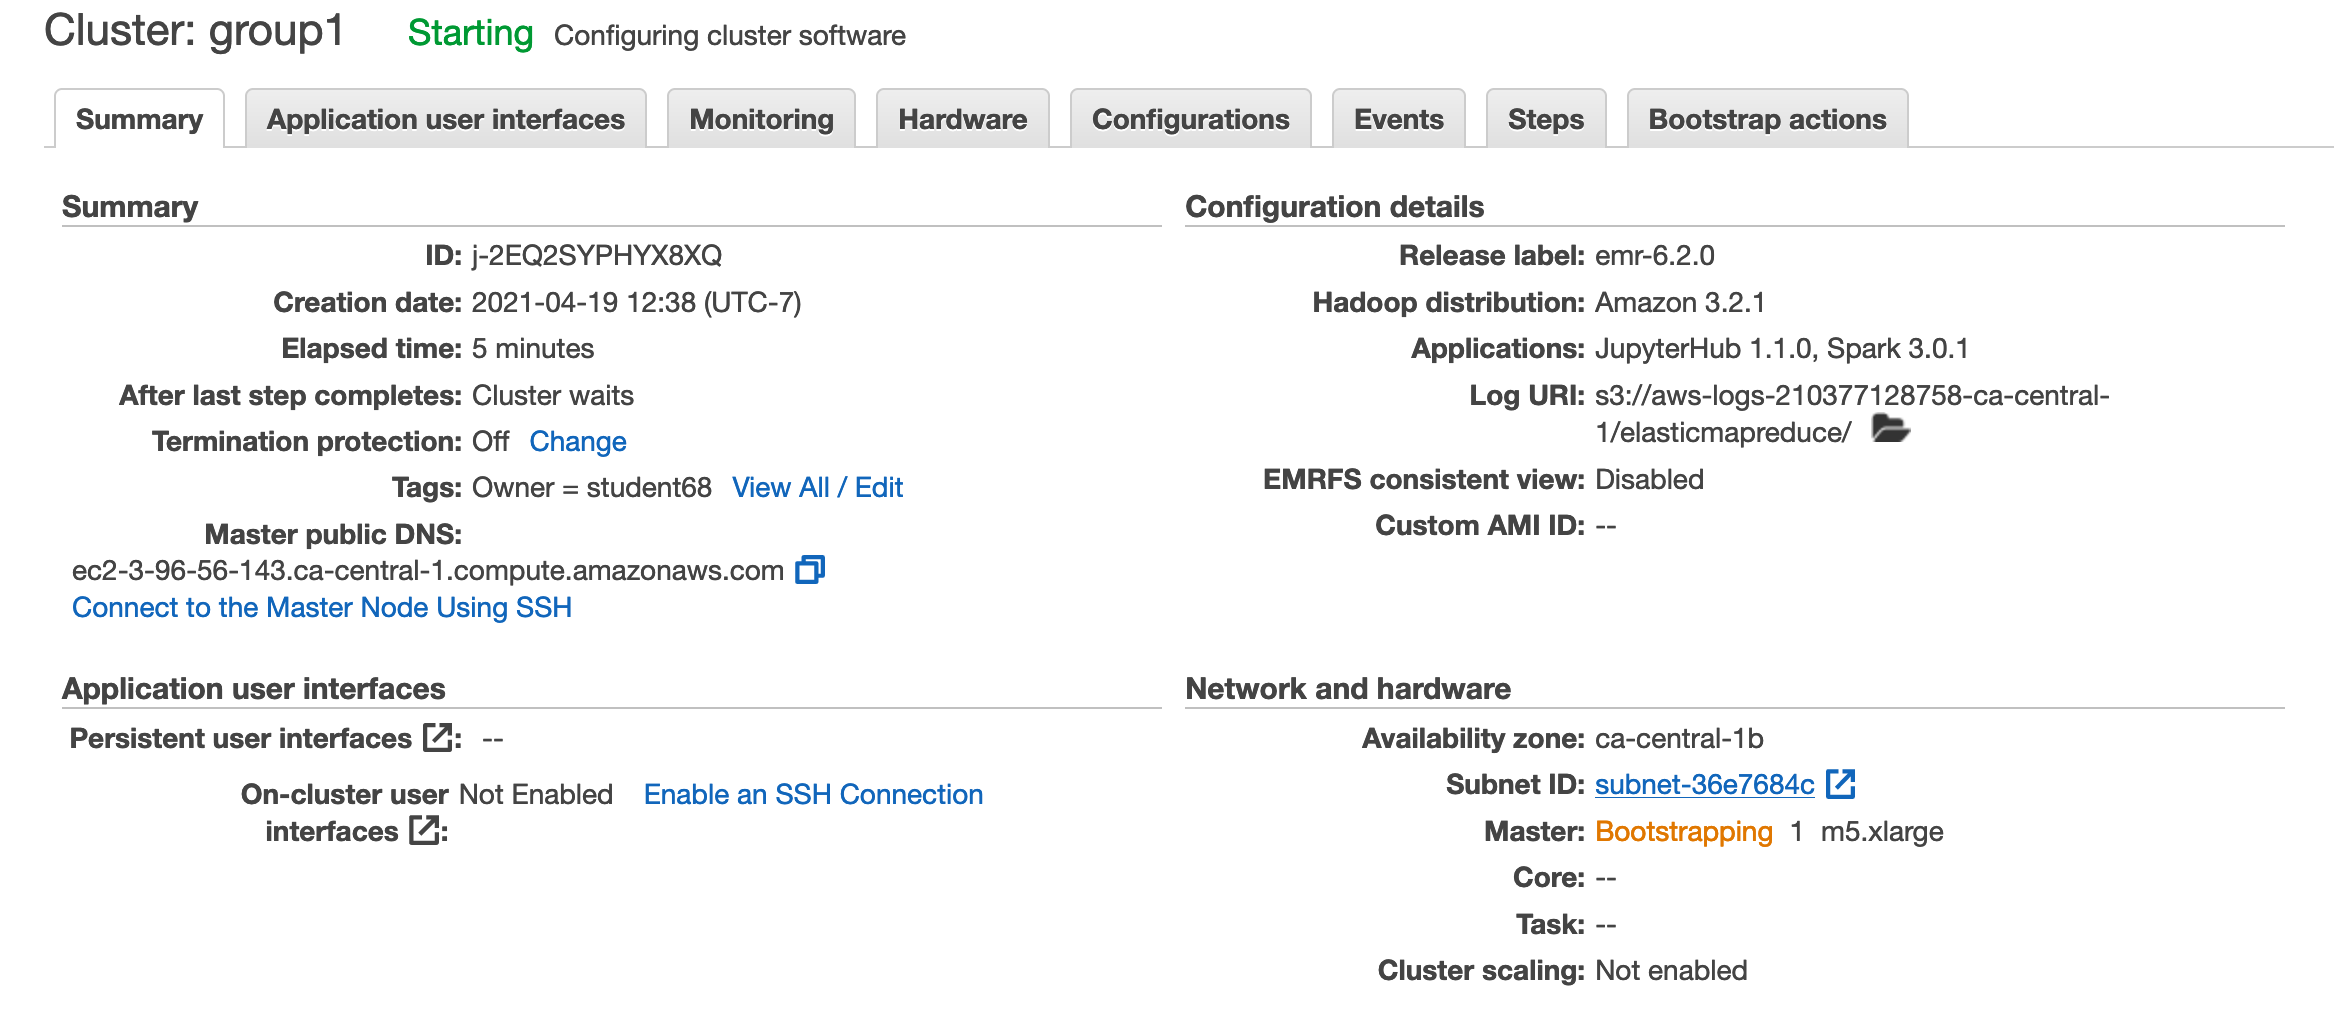 Cluster: group1 Starting Configuring cluster software
Summary Application user interfaces Monitoring Hardware Configurations Events Steps Bootstrap actions
Summary
ID: j-2EQ2SYPHYX8XQ
Creation date: 2021-04-19 12:38 (UTC-7)
Elapsed time: 5 minutes
After last step completes: Cluster waits
Termination protection: Off Change
Tags: Owner = student68 View All / Edit
Master public DNS:
ec2-3-96-56-143.ca-central-1.compute.amazonaws.com
Connect to the Master Node Using SSH
Configuration details
Release label: emr-6.2.0
Hadoop distribution: Amazon 3.2.1
Applications: JupyterHub 1.1.0, Spark 3.0.1
Log URI: s3://aws-logs-210377128758-ca-central-
1/elasticmapreduce/
EMRFS consistent view: Disabled
Custom AMI ID: --
Application user interfaces
Persistent user interfaces : --
On-cluster user Not Enabled Enable an SSH Connection
interfaces :
Network and hardware
Availability zone: ca-central-1b
Subnet ID: subnet-36e7684c
Master: Bootstrapping 1 m5.xlarge
Core: --
Task: --
Cluster scaling: Not enabled